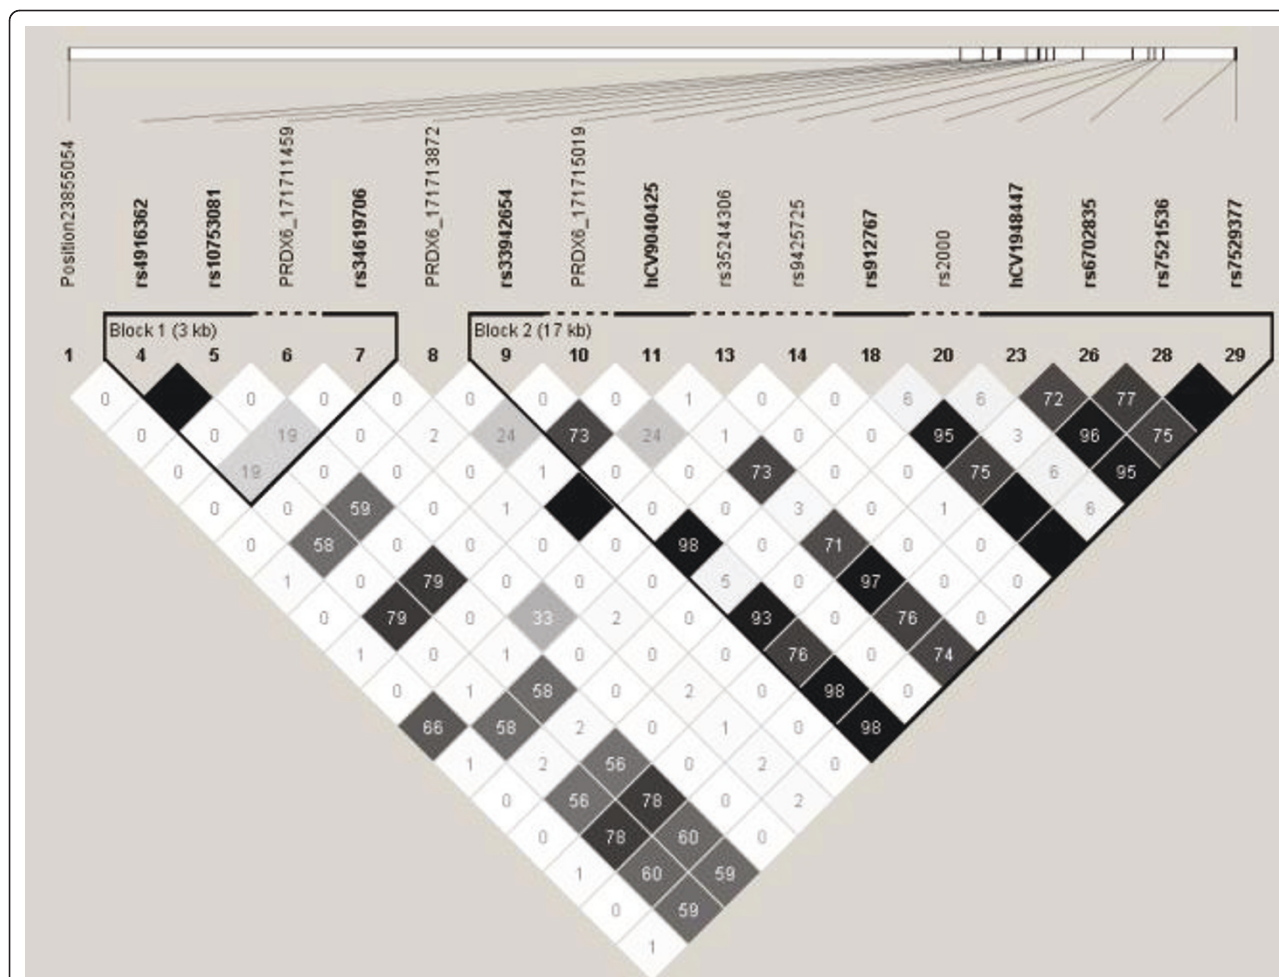 Position23855054
rs4916362
rs10753081
PRDX6_171711459
rs34619706
PRDX6_171713872
rs33942654
PRDX6_171715019
hCV9040425
rs35244306
rs9425725
rs912767
rs2000
hCV1948447
rs6702835
rs7521536
rs7529377
Block 1 (3 kb) Block 2 (17 kb)
1 4 5 6 7 8 9 10 11 13 14 18 20 23 26 28 29
0 0 0 0 0 0 0 1 0 0 6 6 72 77
0 0 19 0 2 24 73 24 1 0 0 95 3 96 75
0 19 0 0 0 1 0 0 73 0 0 75 6 95
0 0 59 0 1 0 0 3 0 1 6
0 58 0 0 0 0 98 0 71 0 0
1 0 79 0 0 0 5 0 97 0 0
0 79 0 33 2 0 93 0 76 0
1 0 1 0 0 0 76 0 74
0 1 58 0 2 0 98 0
66 58 2 0 1 0 98
1 2 56 0 2 0
0 56 78 0 2
0 78 60 0
1 60 59
0 59
1